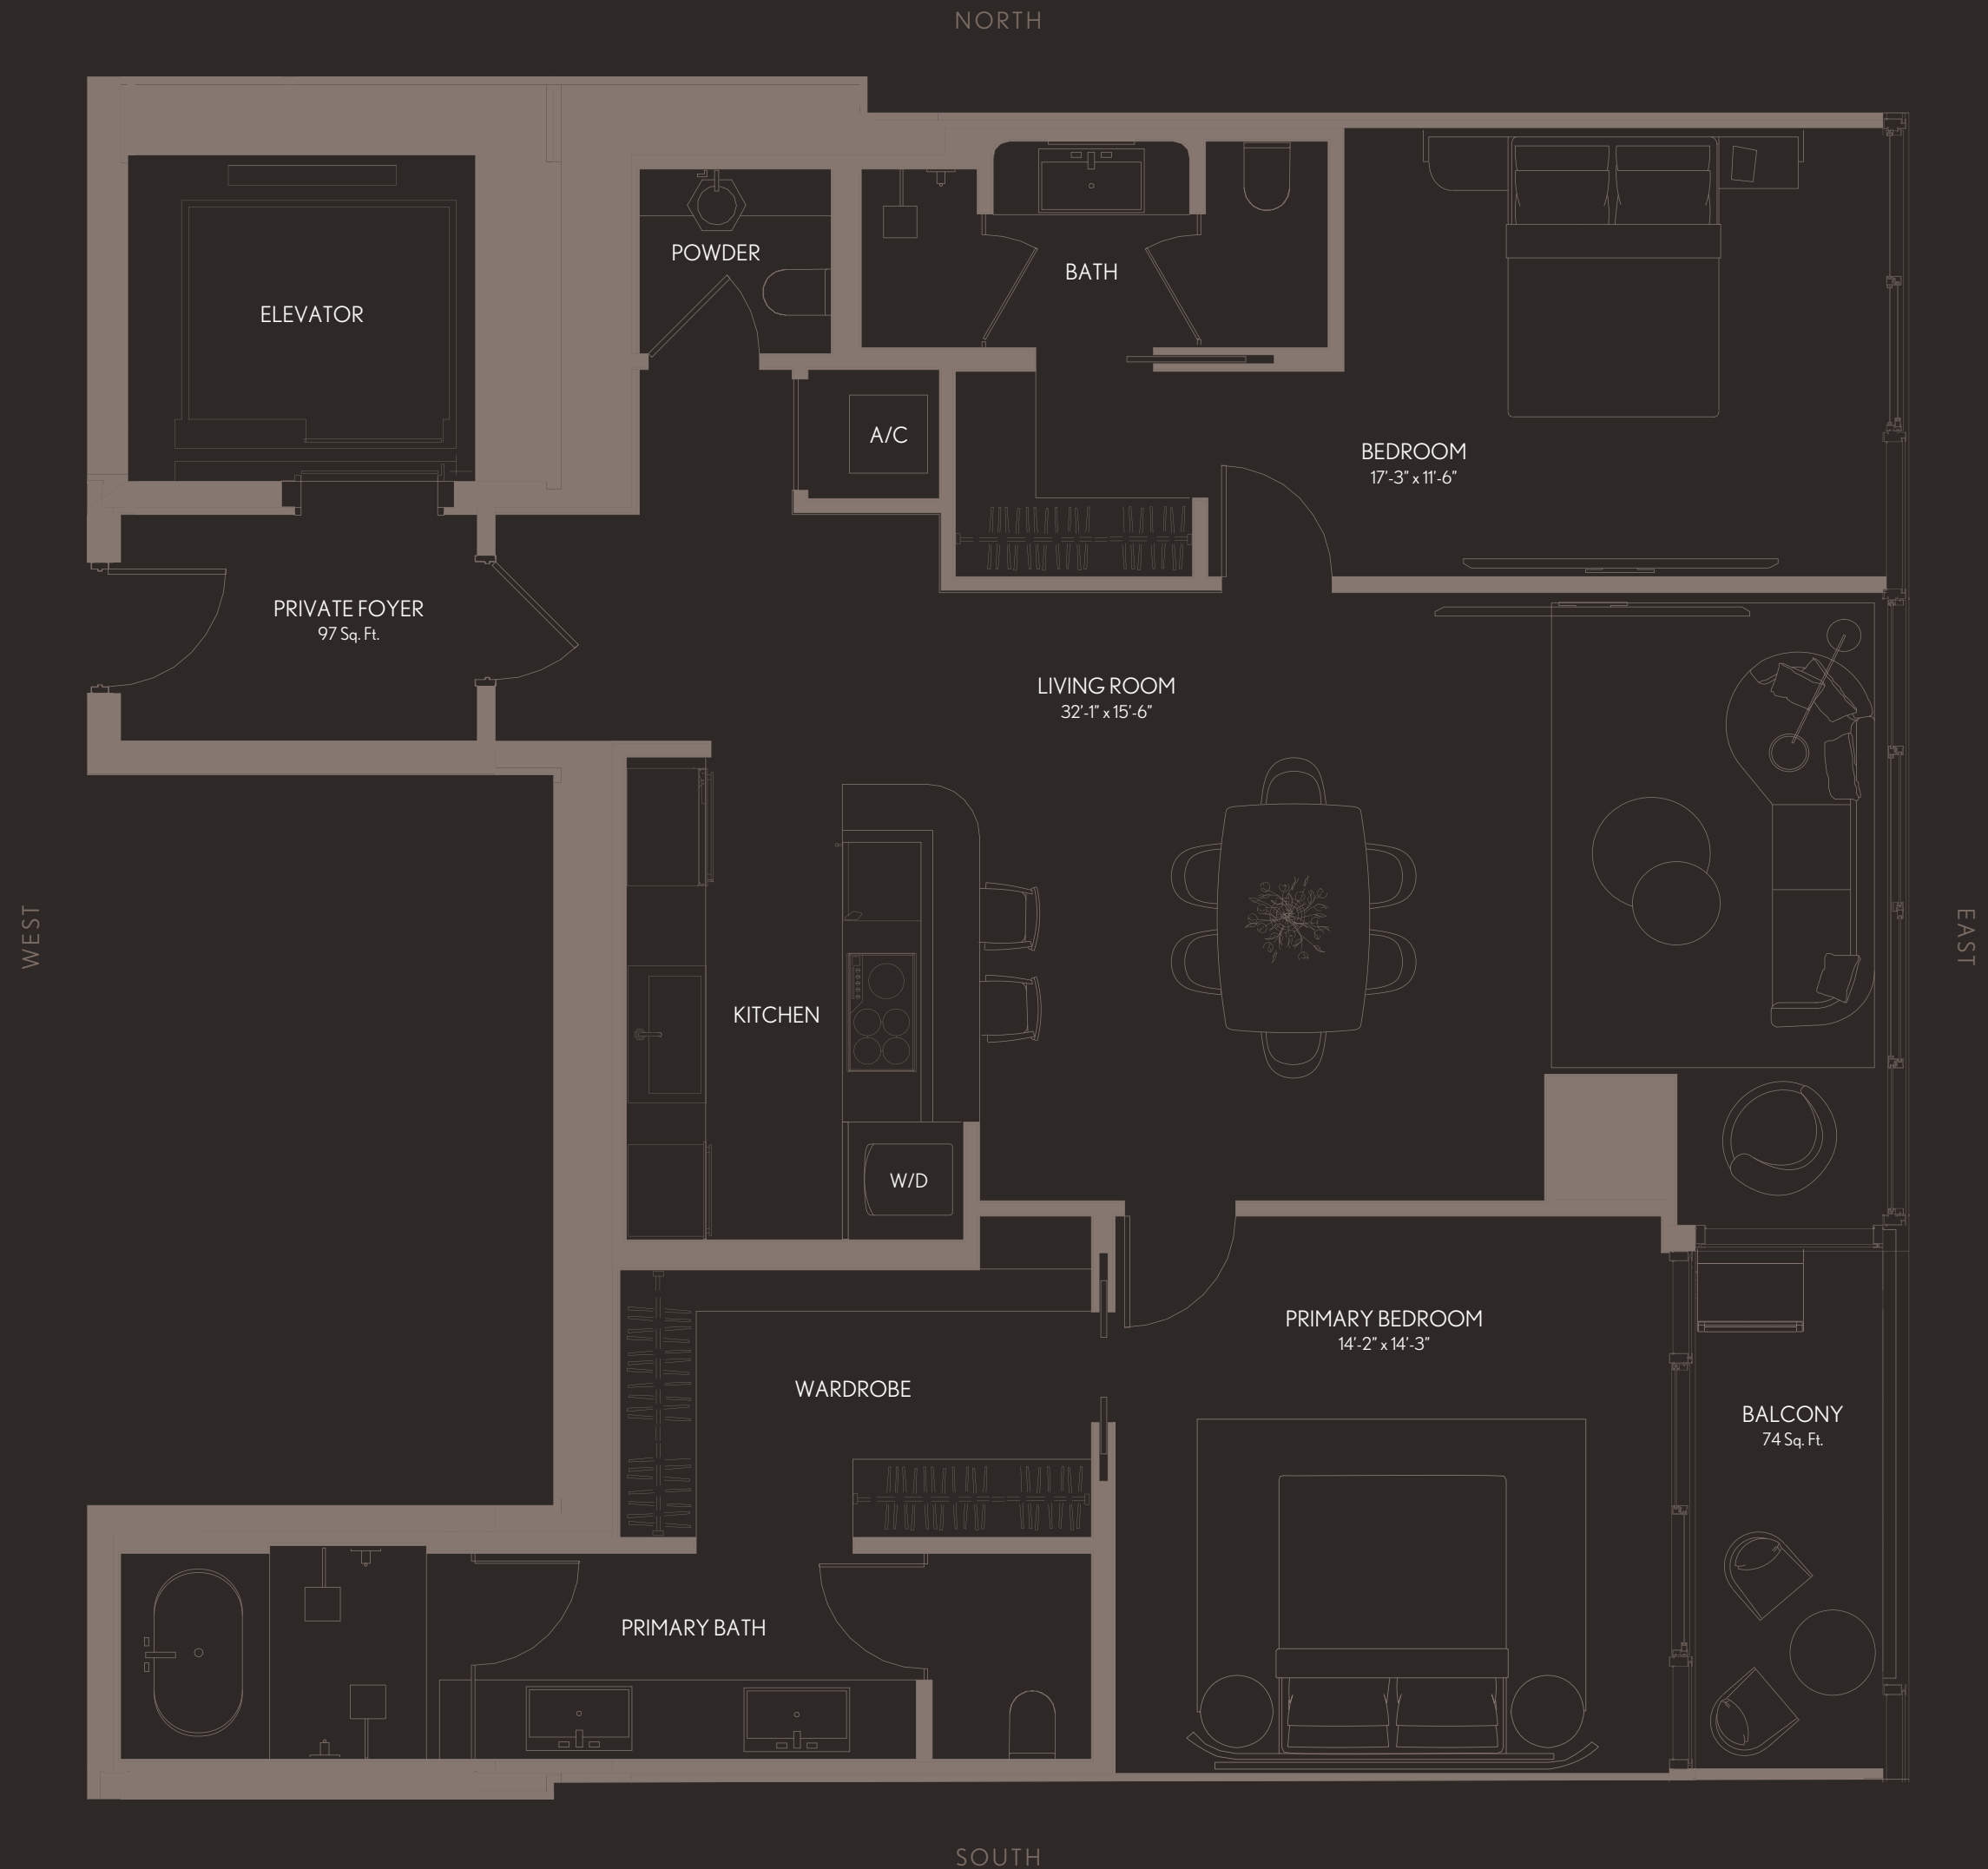 NORTH
POWDER
BATH
ELEVATOR
A/C
BEDROOM
17'-3" x 11'-6"
PRIVATE FOYER
97 Sq. Ft.
LIVING ROOM
32'-1" x 15'-6"
WEST
EAST
KITCHEN
W/D
PRIMARY BEDROOM
14'-2" x 14'-3"
WARDROBE
BALCONY
74 Sq. Ft.
PRIMARY BATH
SOUTH